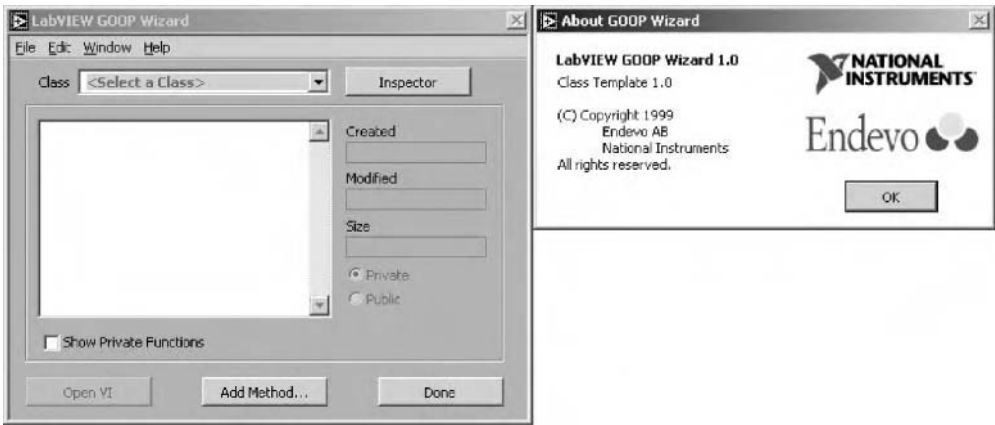 LabVIEW GOOP Wizard
File Edit Window Help
Class <Select a Class> Inspector
Created
Modified
Size
Private
Public
Show Private Functions
Open VI Add Method... Done
About GOOP Wizard
LabVIEW GOOP Wizard 1.0
Class Template 1.0
(C) Copyright 1999
Endevo AB
National Instruments
All rights reserved.
NATIONAL
INSTRUMENTS
Endevo
OK